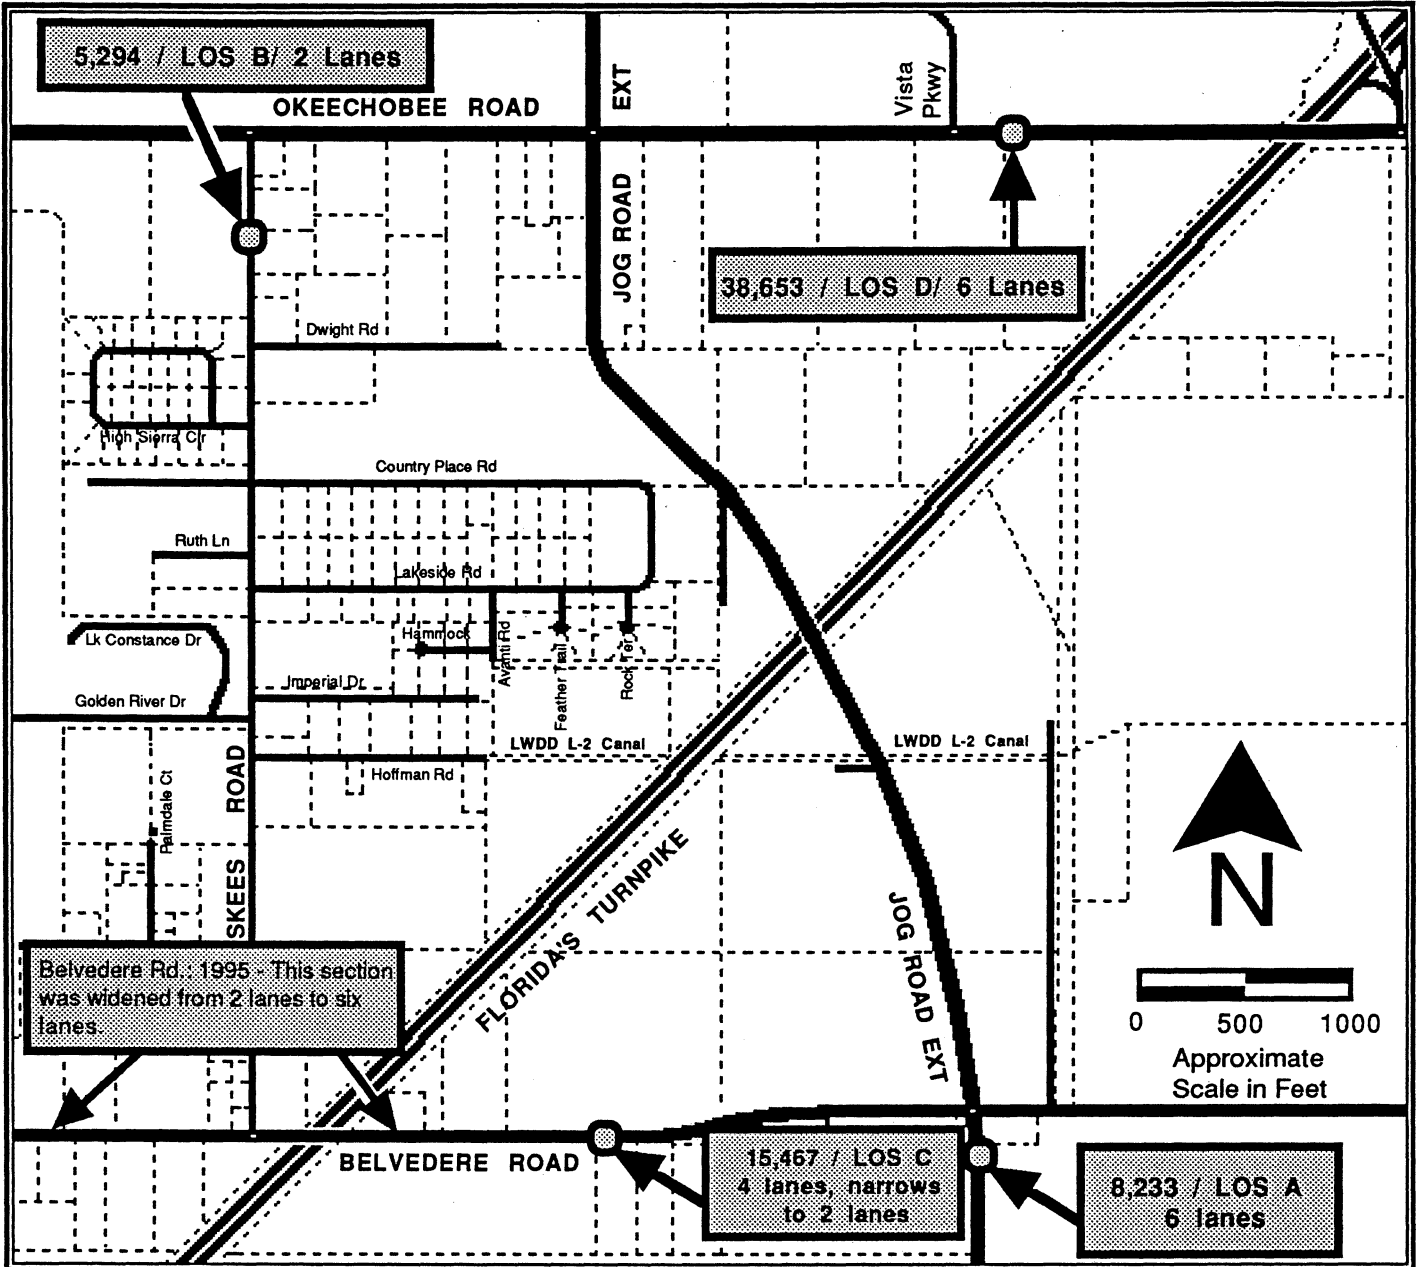 5,294 / LOS B/ 2 Lanes
OKEECHOBEE ROAD
EXT
JOG ROAD
Vista
Pkwy
38,653 / LOS D/ 6 Lanes
Dwight Rd
High Sierra Cir
Country Place Rd
Ruth Ln
Lakeside Rd
Lk Constance Dr
Hammock
Avanti Rd
Feather Trail
Rock Ter
Imperial Dr
Golden River Dr
LWDD L-2 Canal
LWDD L-2 Canal
Hoffman Rd
Palmdale Ct
SKEES ROAD
FLORIDA'S TURNPIKE
JOG ROAD EXT
N
0 500 1000
Approximate
Scale in Feet
Belvedere Rd.: 1995 - This section
was widened from 2 lanes to six
lanes.
BELVEDERE ROAD
15,467 / LOS C
4 lanes, narrows
to 2 lanes
8,233 / LOS A
6 lanes